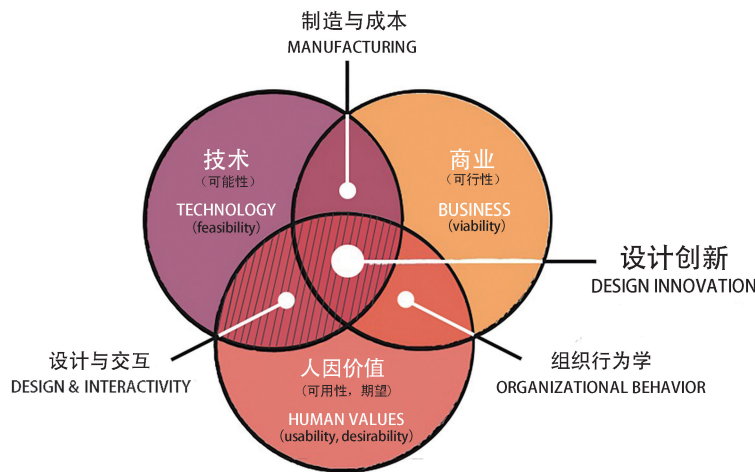 制造与成本
MANUFACTURING
技术
（可能性）
TECHNOLOGY
(feasibility)
商业
（可行性）
BUSINESS
(viability)
设计创新
DESIGN INNOVATION
设计与交互
DESIGN & INTERACTIVITY
人因价值
（可用性，期望）
HUMAN VALUES
(usability, desirability)
组织行为学
ORGANIZATIONAL BEHAVIOR